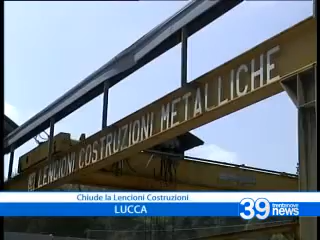 LENCIONI COSTRUZIONI METALLICHE
Chiude la Lencioni Costruzioni
LUCCA
39 trentanove
news